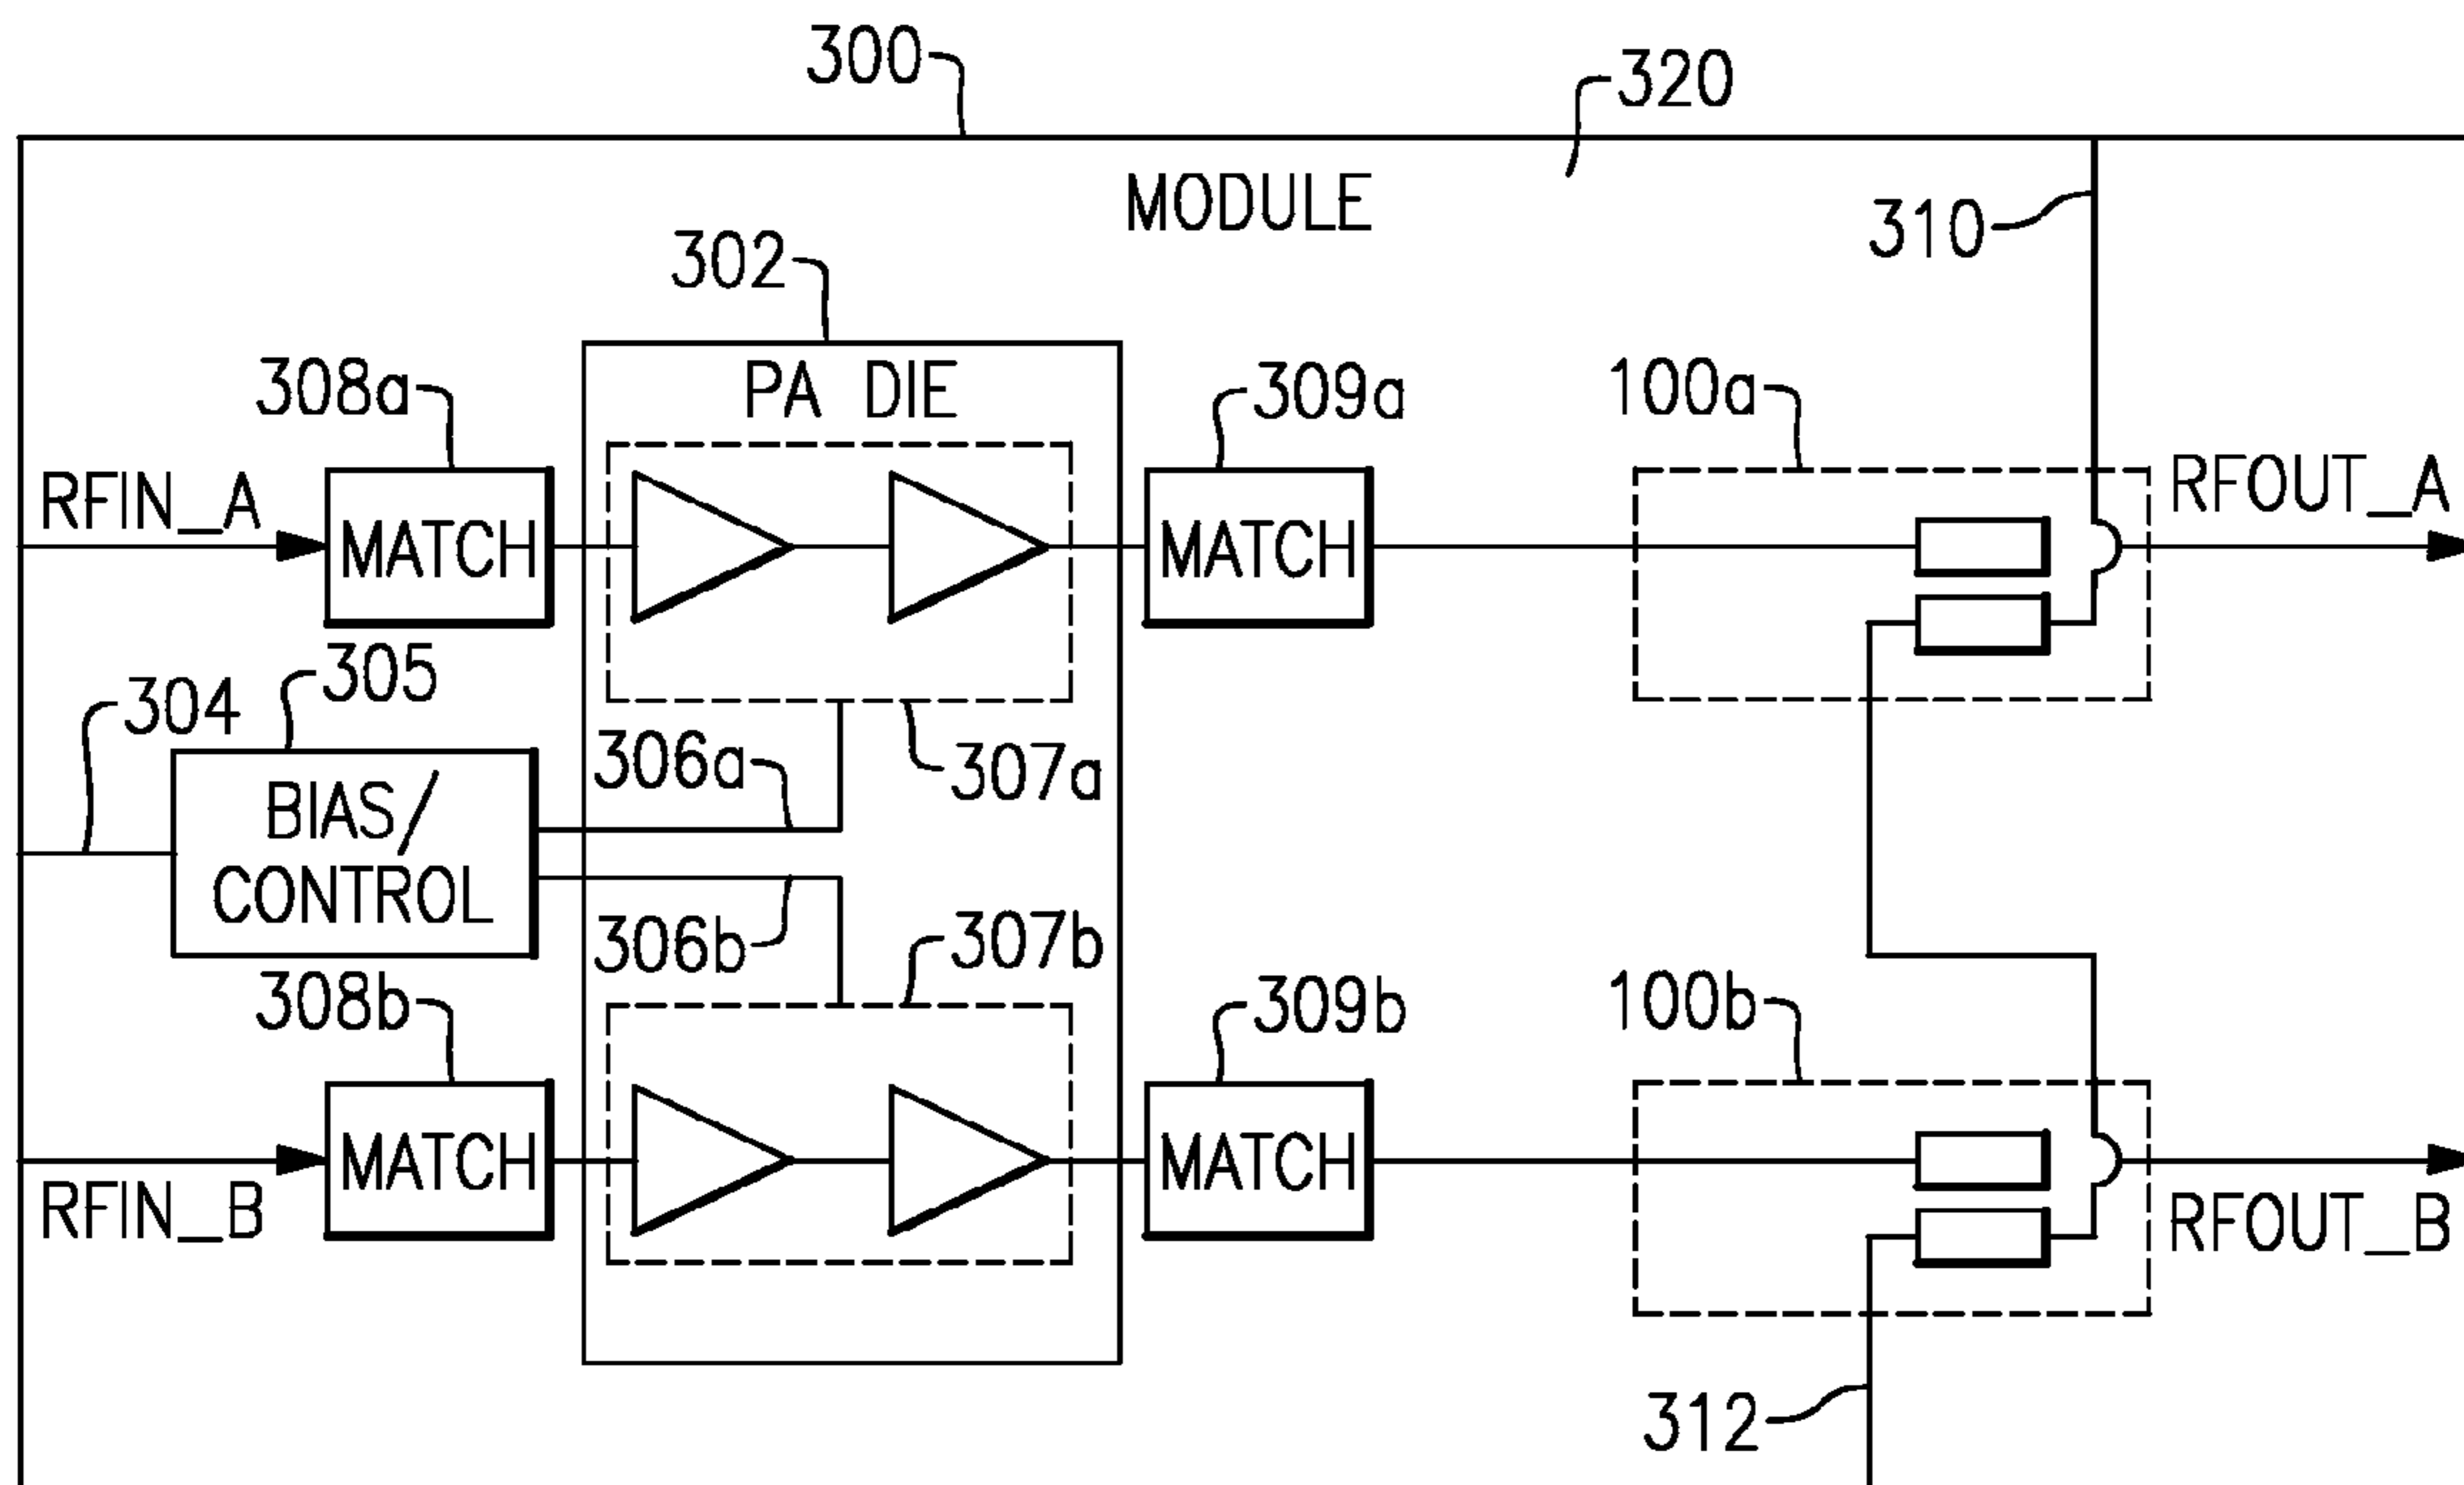 300
320
MODULE
310
302
308a
PA DIE
309a
100a
RFIN_A
MATCH
MATCH
RFOUT_A
304
305
306a
307a
BIAS/
CONTROL
306b
307b
308b
309b
100b
MATCH
MATCH
RFIN_B
RFOUT_B
312